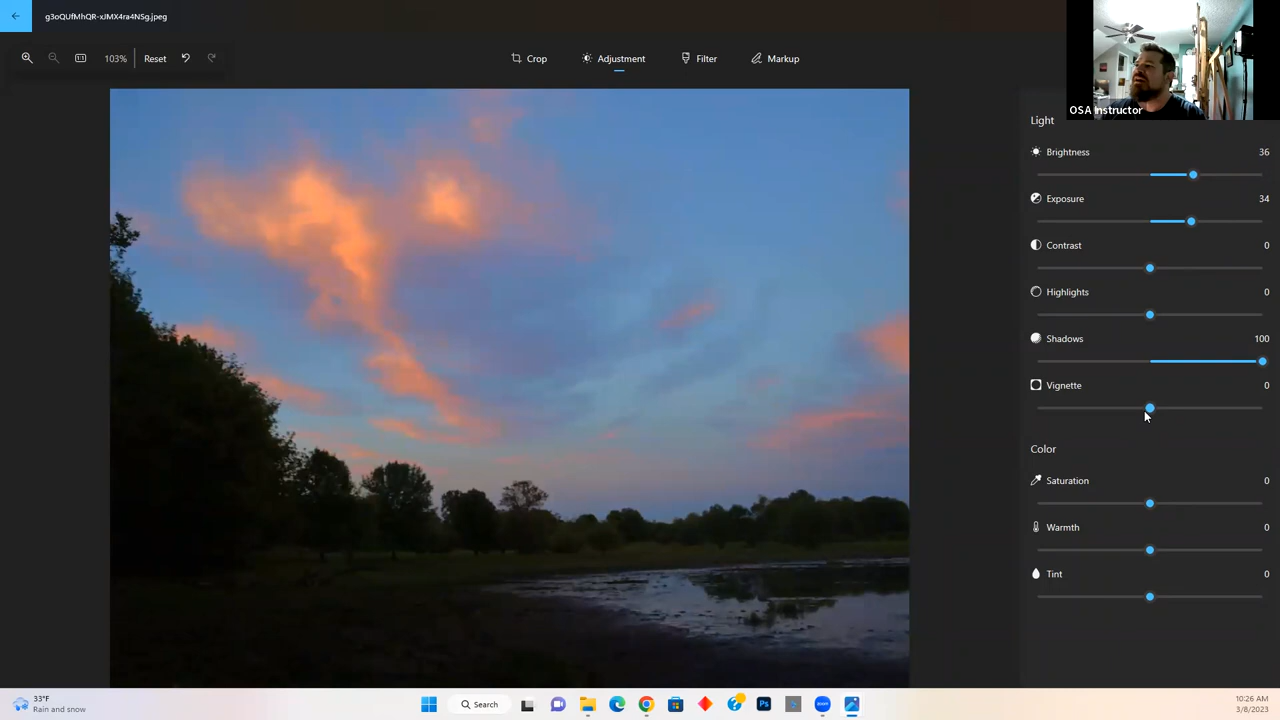 g3oQUfMhQR-xJMX4ra4NSg.jpeg
103%
Reset
Crop
Adjustment
Filter
Markup
OSA Instructor
Light
Brightness 36
Exposure 34
Contrast 0
Highlights 0
Shadows 100
Vignette 0
Color
Saturation 0
Warmth 0
Tint 0
33°F
Rain and snow
Search
Ps
zoom
10:26 AM
3/8/2023